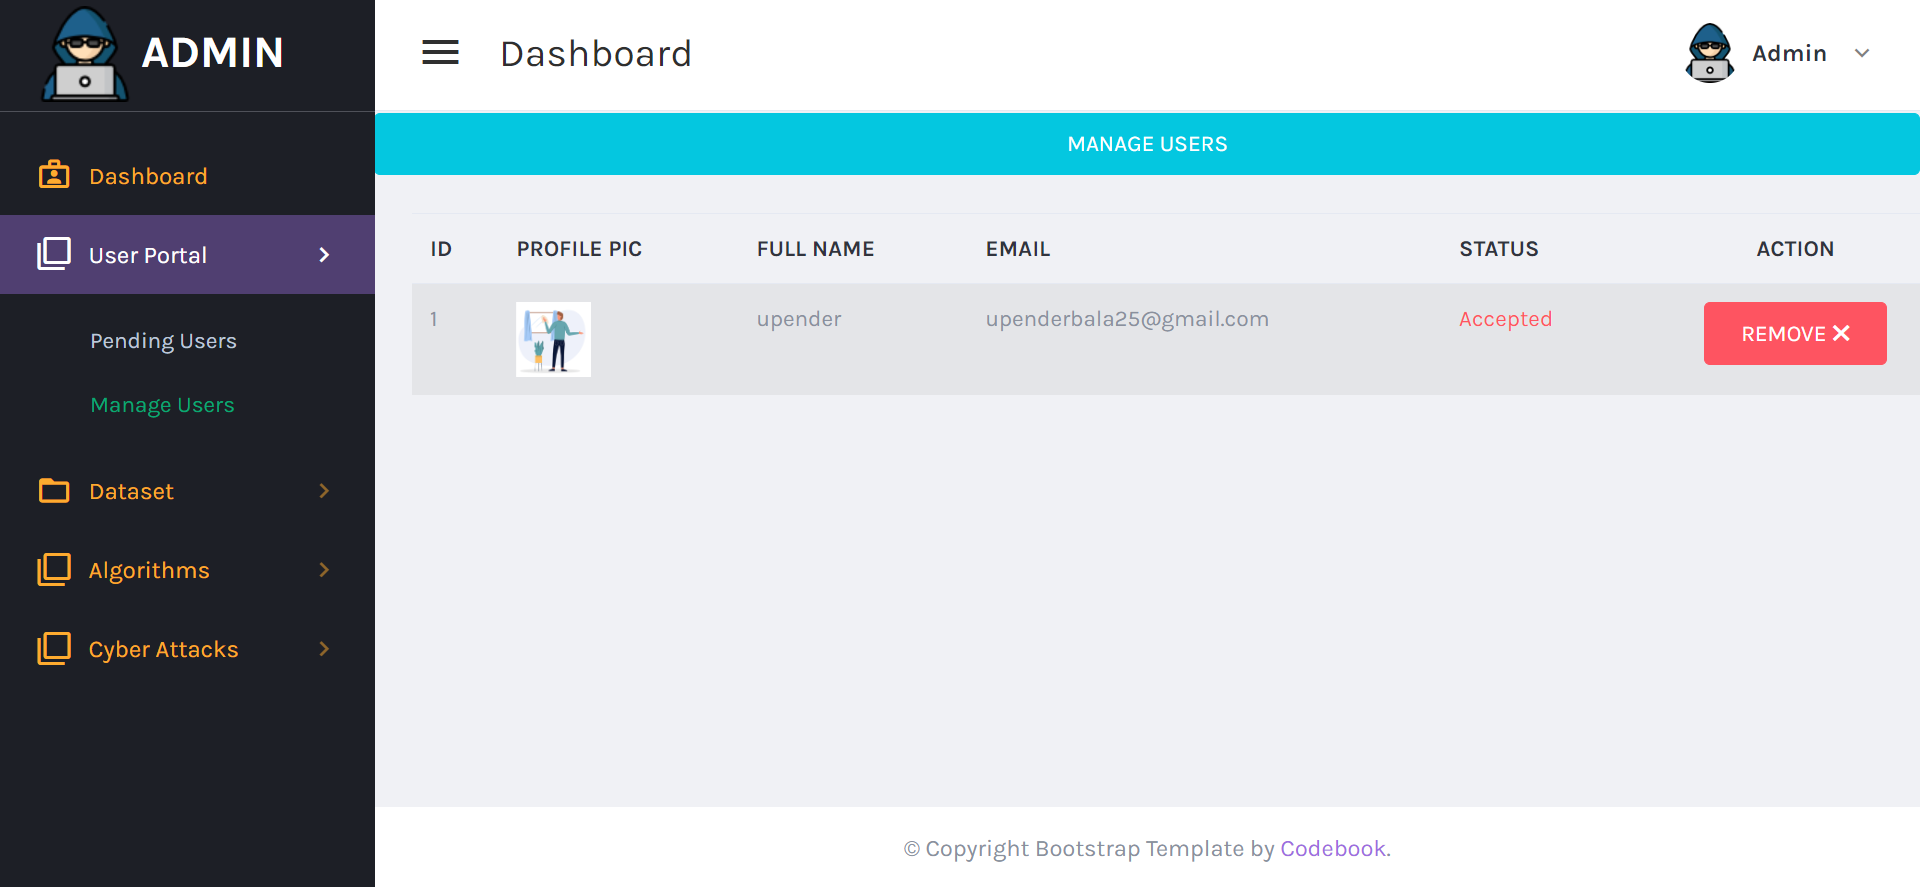 ADMIN
Dashboard
Admin
Dashboard
User Portal
Pending Users
Manage Users
Dataset
Algorithms
Cyber Attacks
MANAGE USERS
ID PROFILE PIC FULL NAME EMAIL STATUS ACTION
1 upender upenderbala25@gmail.com Accepted REMOVE
© Copyright Bootstrap Template by Codebook.